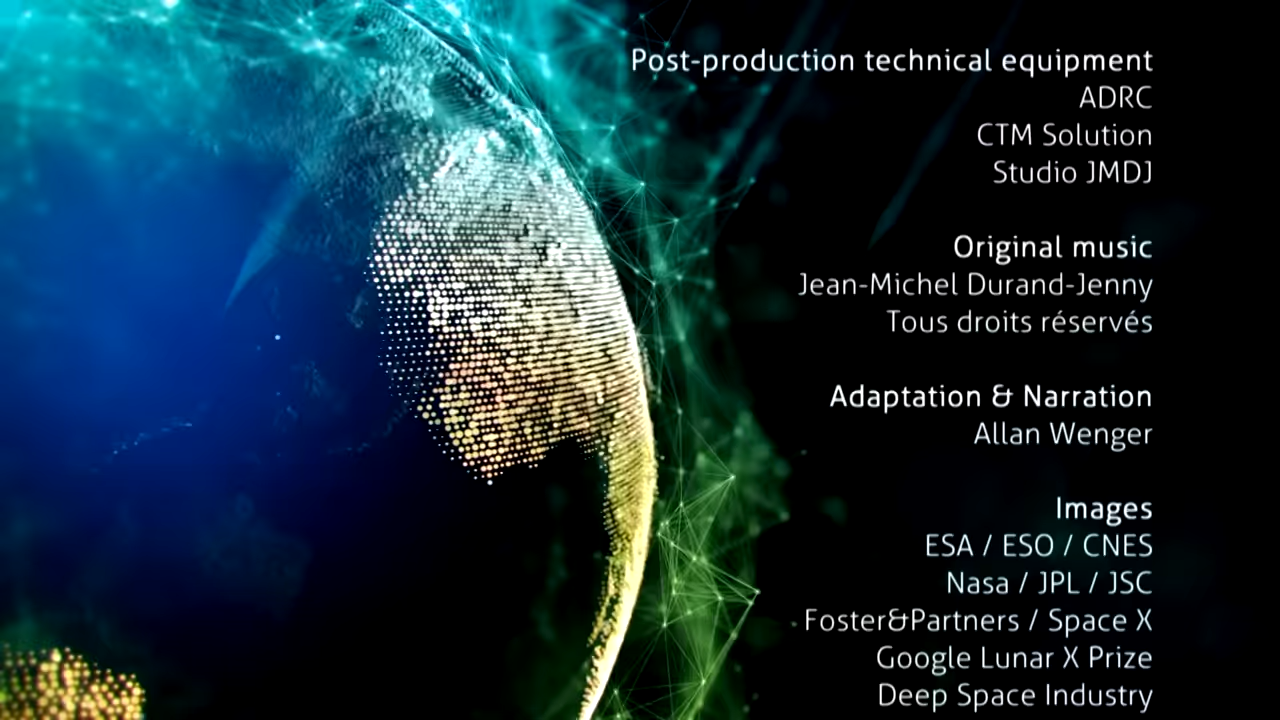 Post-production technical equipment
ADRC
CTM Solution
Studio JMDJ
Original music
Jean-Michel Durand-Jenny
Tous droits réservés
Adaptation & Narration
Allan Wenger
Images
ESA / ESO / CNES
Nasa / JPL / JSC
Foster&Partners / Space X
Google Lunar X Prize
Deep Space Industry